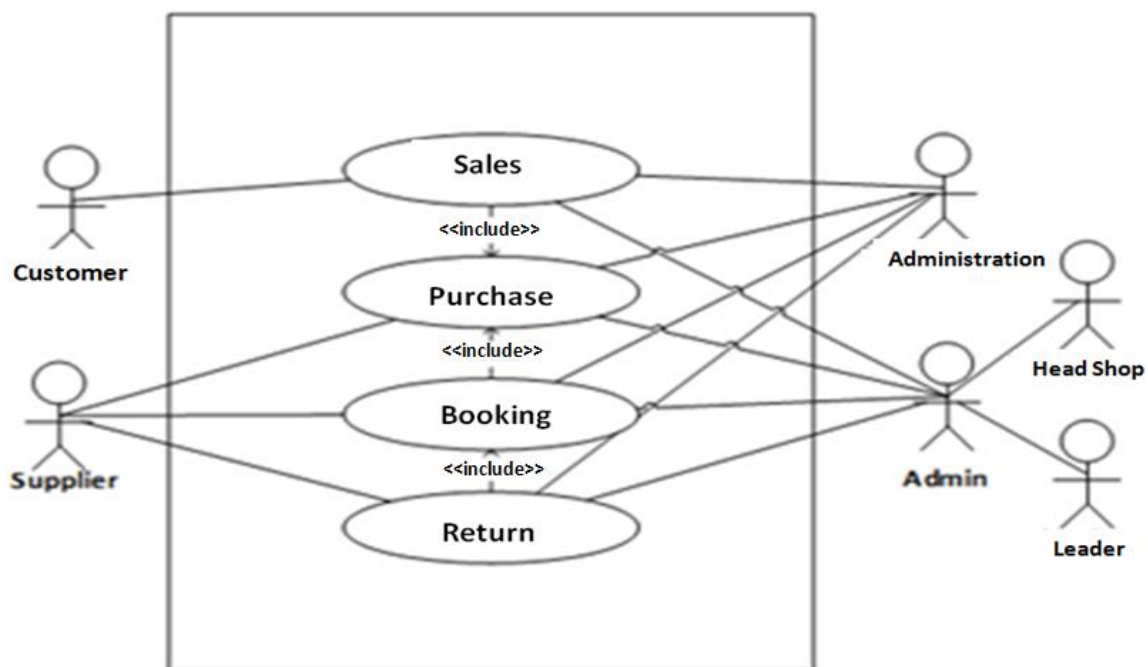 Sales
<<include>>
Customer
Administration
Purchase
<<include>>
Head Shop
Booking
<<include>>
Supplier
Admin
Return
Leader